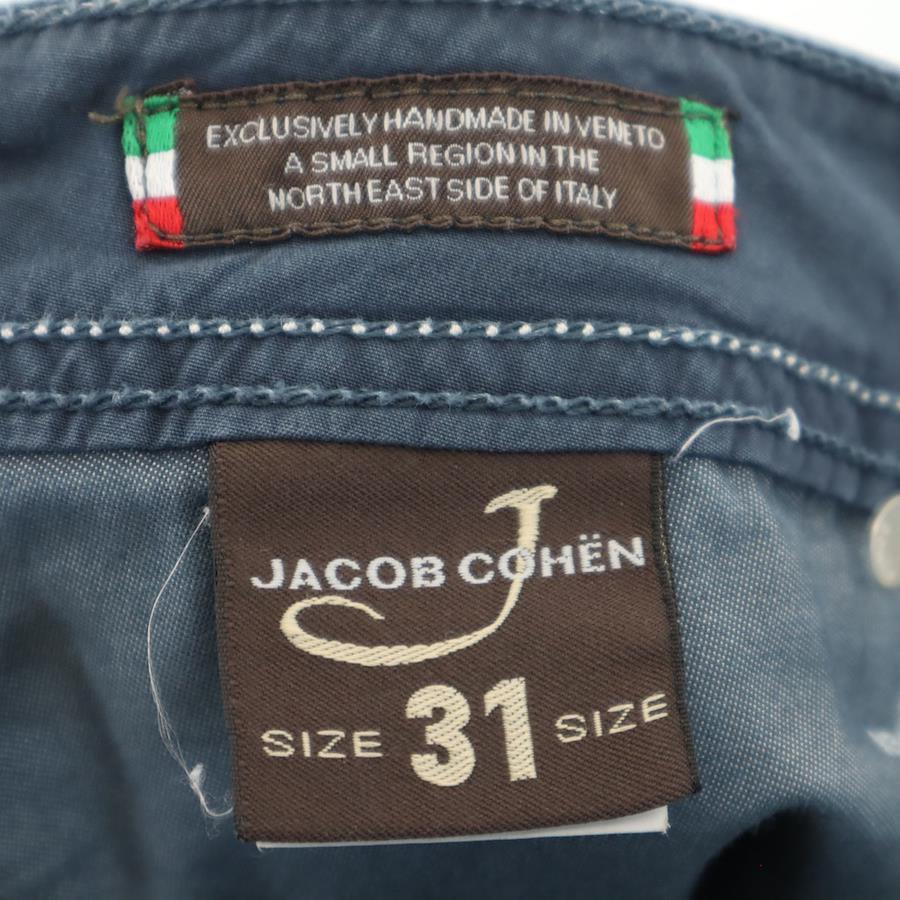 EXCLUSIVELY HANDMADE IN VENETO
A SMALL REGION IN THE
NORTH EAST SIDE OF ITALY
J
JACOB COHËN
SIZE 31 SIZE